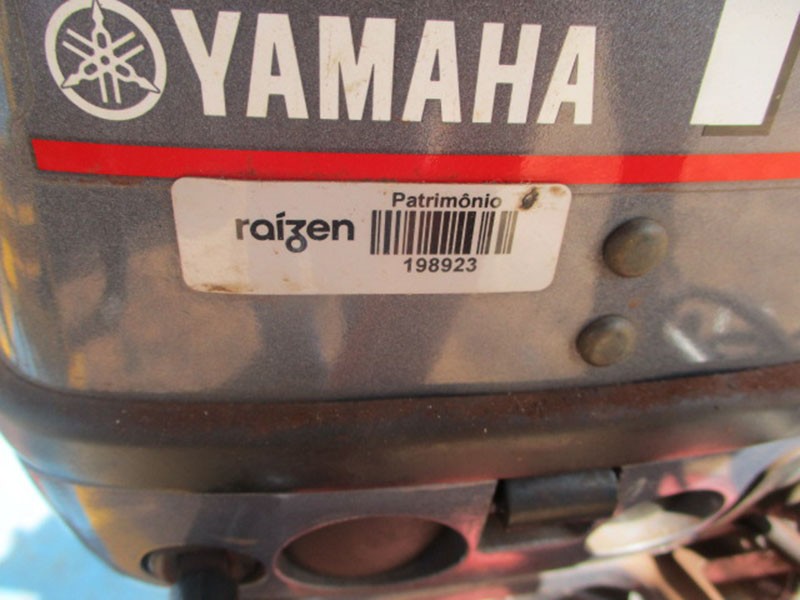 YAMAHA
Patrimônio
raízen
198923